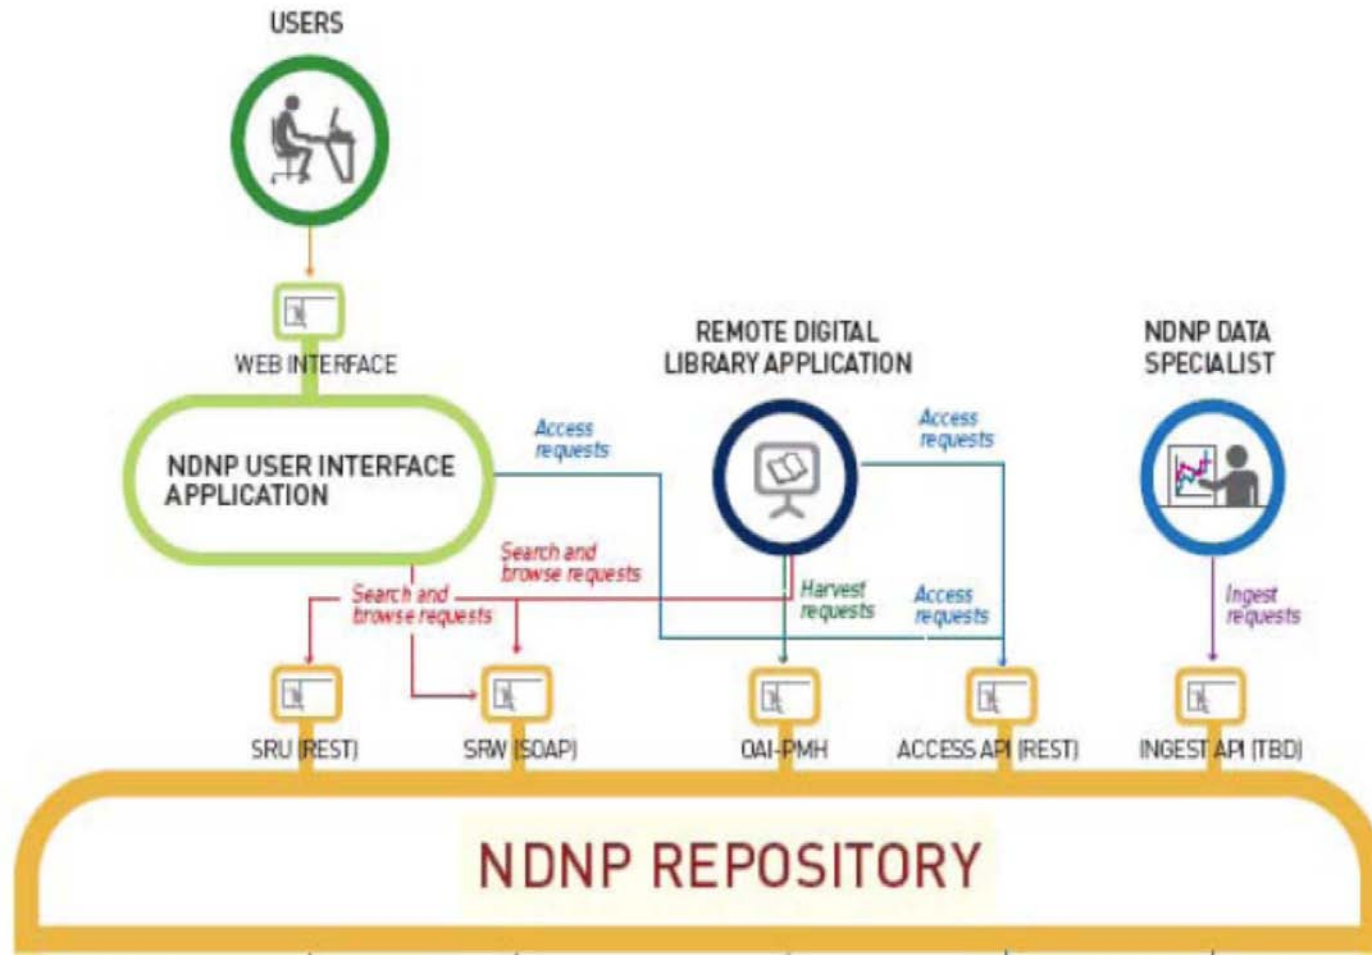 USERS
WEB INTERFACE
NDNP USER INTERFACE
APPLICATION
REMOTE DIGITAL
LIBRARY APPLICATION
NDNP DATA
SPECIALIST
Access
requests
Access
requests
Search and
browse requests
Search and
browse requests
Harvest
requests
Access
requests
Ingest
requests
SRU (REST)
SRW (SOAP)
OAI-PMH
ACCESS API (REST)
INGEST API (TBD)
NDNP REPOSITORY